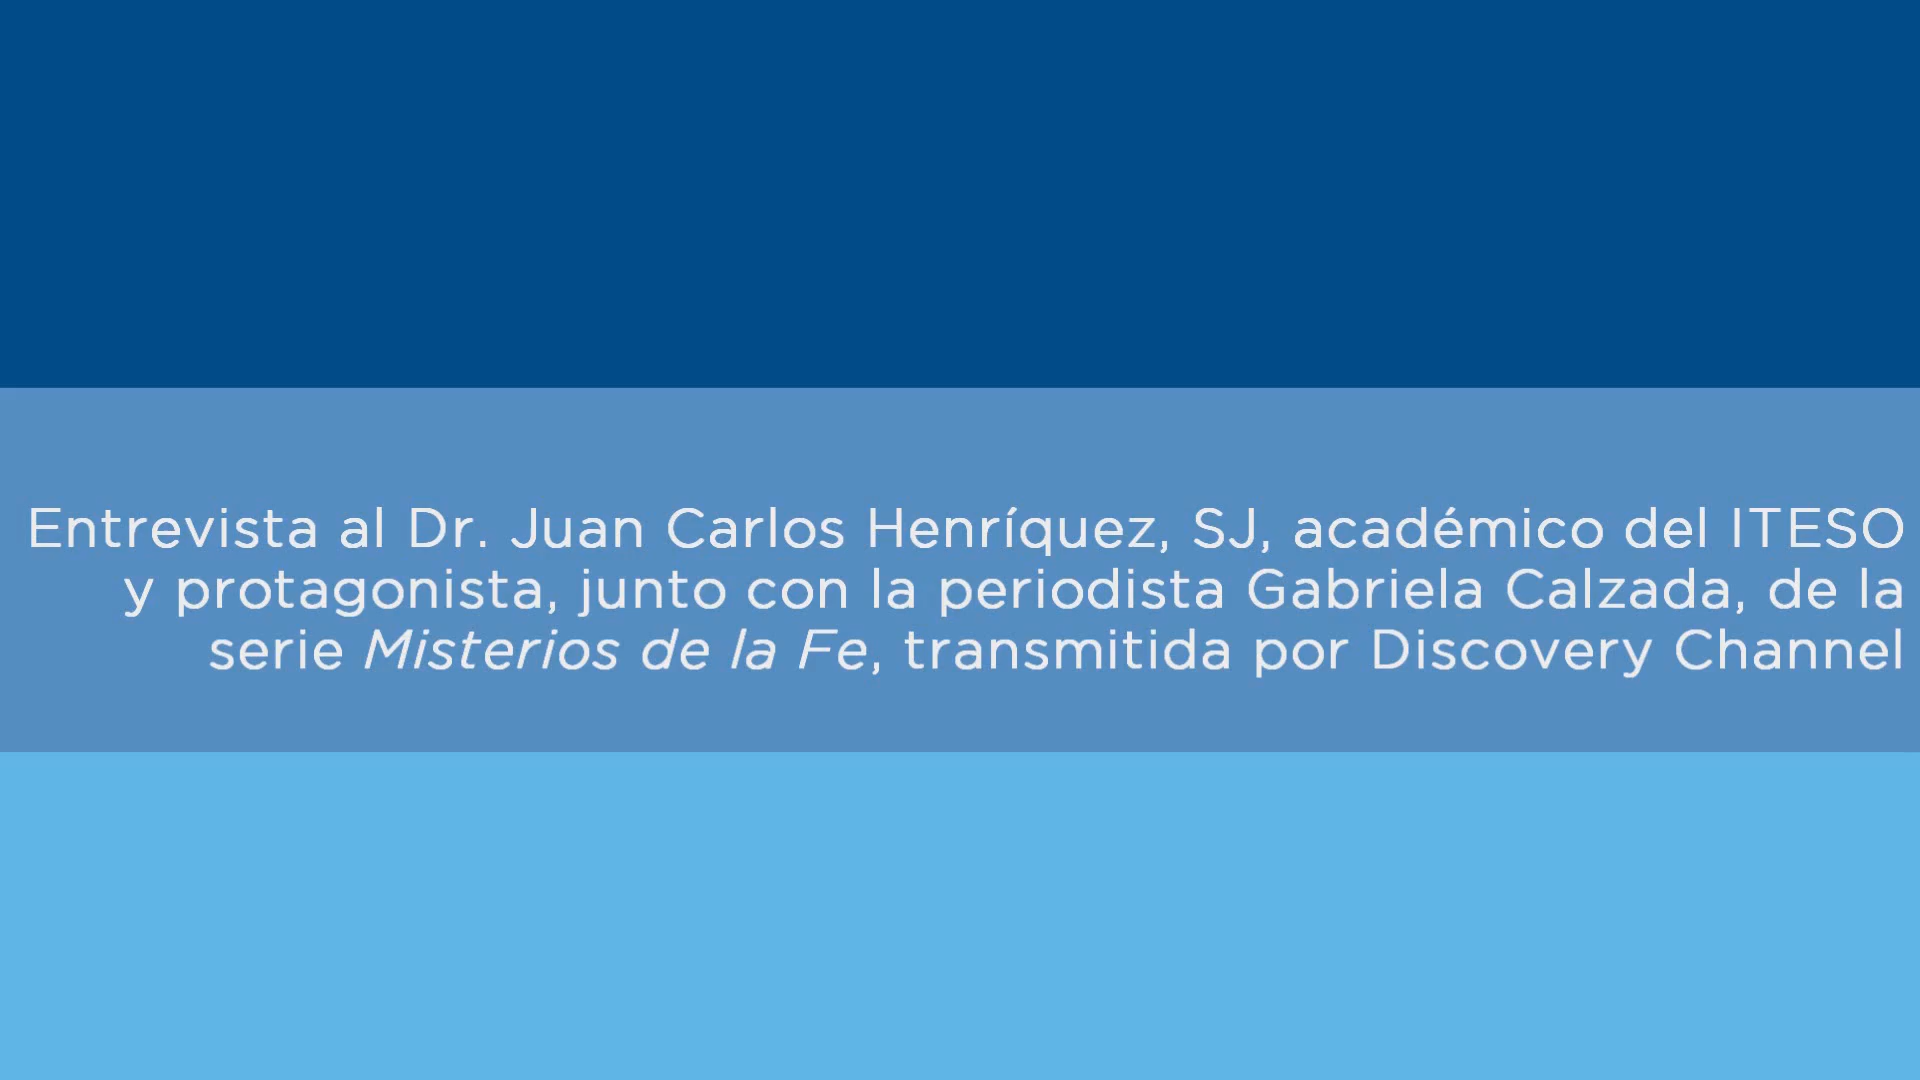 Entrevista al Dr. Juan Carlos Henríquez, SJ, académico del ITESO
y protagonista, junto con la periodista Gabriela Calzada, de la
serie Misterios de la Fe, transmitida por Discovery Channel